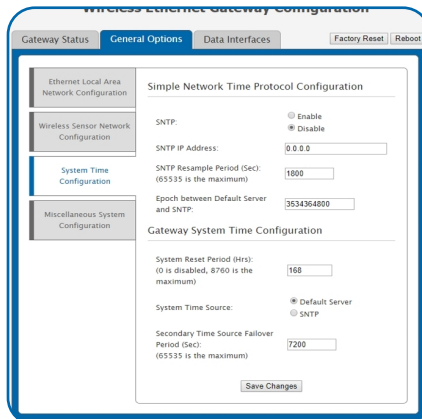 Wireless Ethernet Gateway Configuration
Gateway Status
General Options
Data Interfaces
Factory Reset
Reboot
Ethernet Local Area
Network Configuration
Wireless Sensor Network
Configuration
System Time
Configuration
Miscellaneous System
Configuration
Simple Network Time Protocol Configuration
SNTP:
Enable
Disable
SNTP IP Address:
0.0.0.0
SNTP Resample Period (Sec):
(65535 is the maximum)
1800
Epoch between Default Server
and SNTP:
3534364800
Gateway System Time Configuration
System Reset Period (Hrs):
(0 is disabled, 8760 is the
maximum)
168
System Time Source:
Default Server
SNTP
Secondary Time Source Failover
Period (Sec):
(65535 is the maximum)
7200
Save Changes